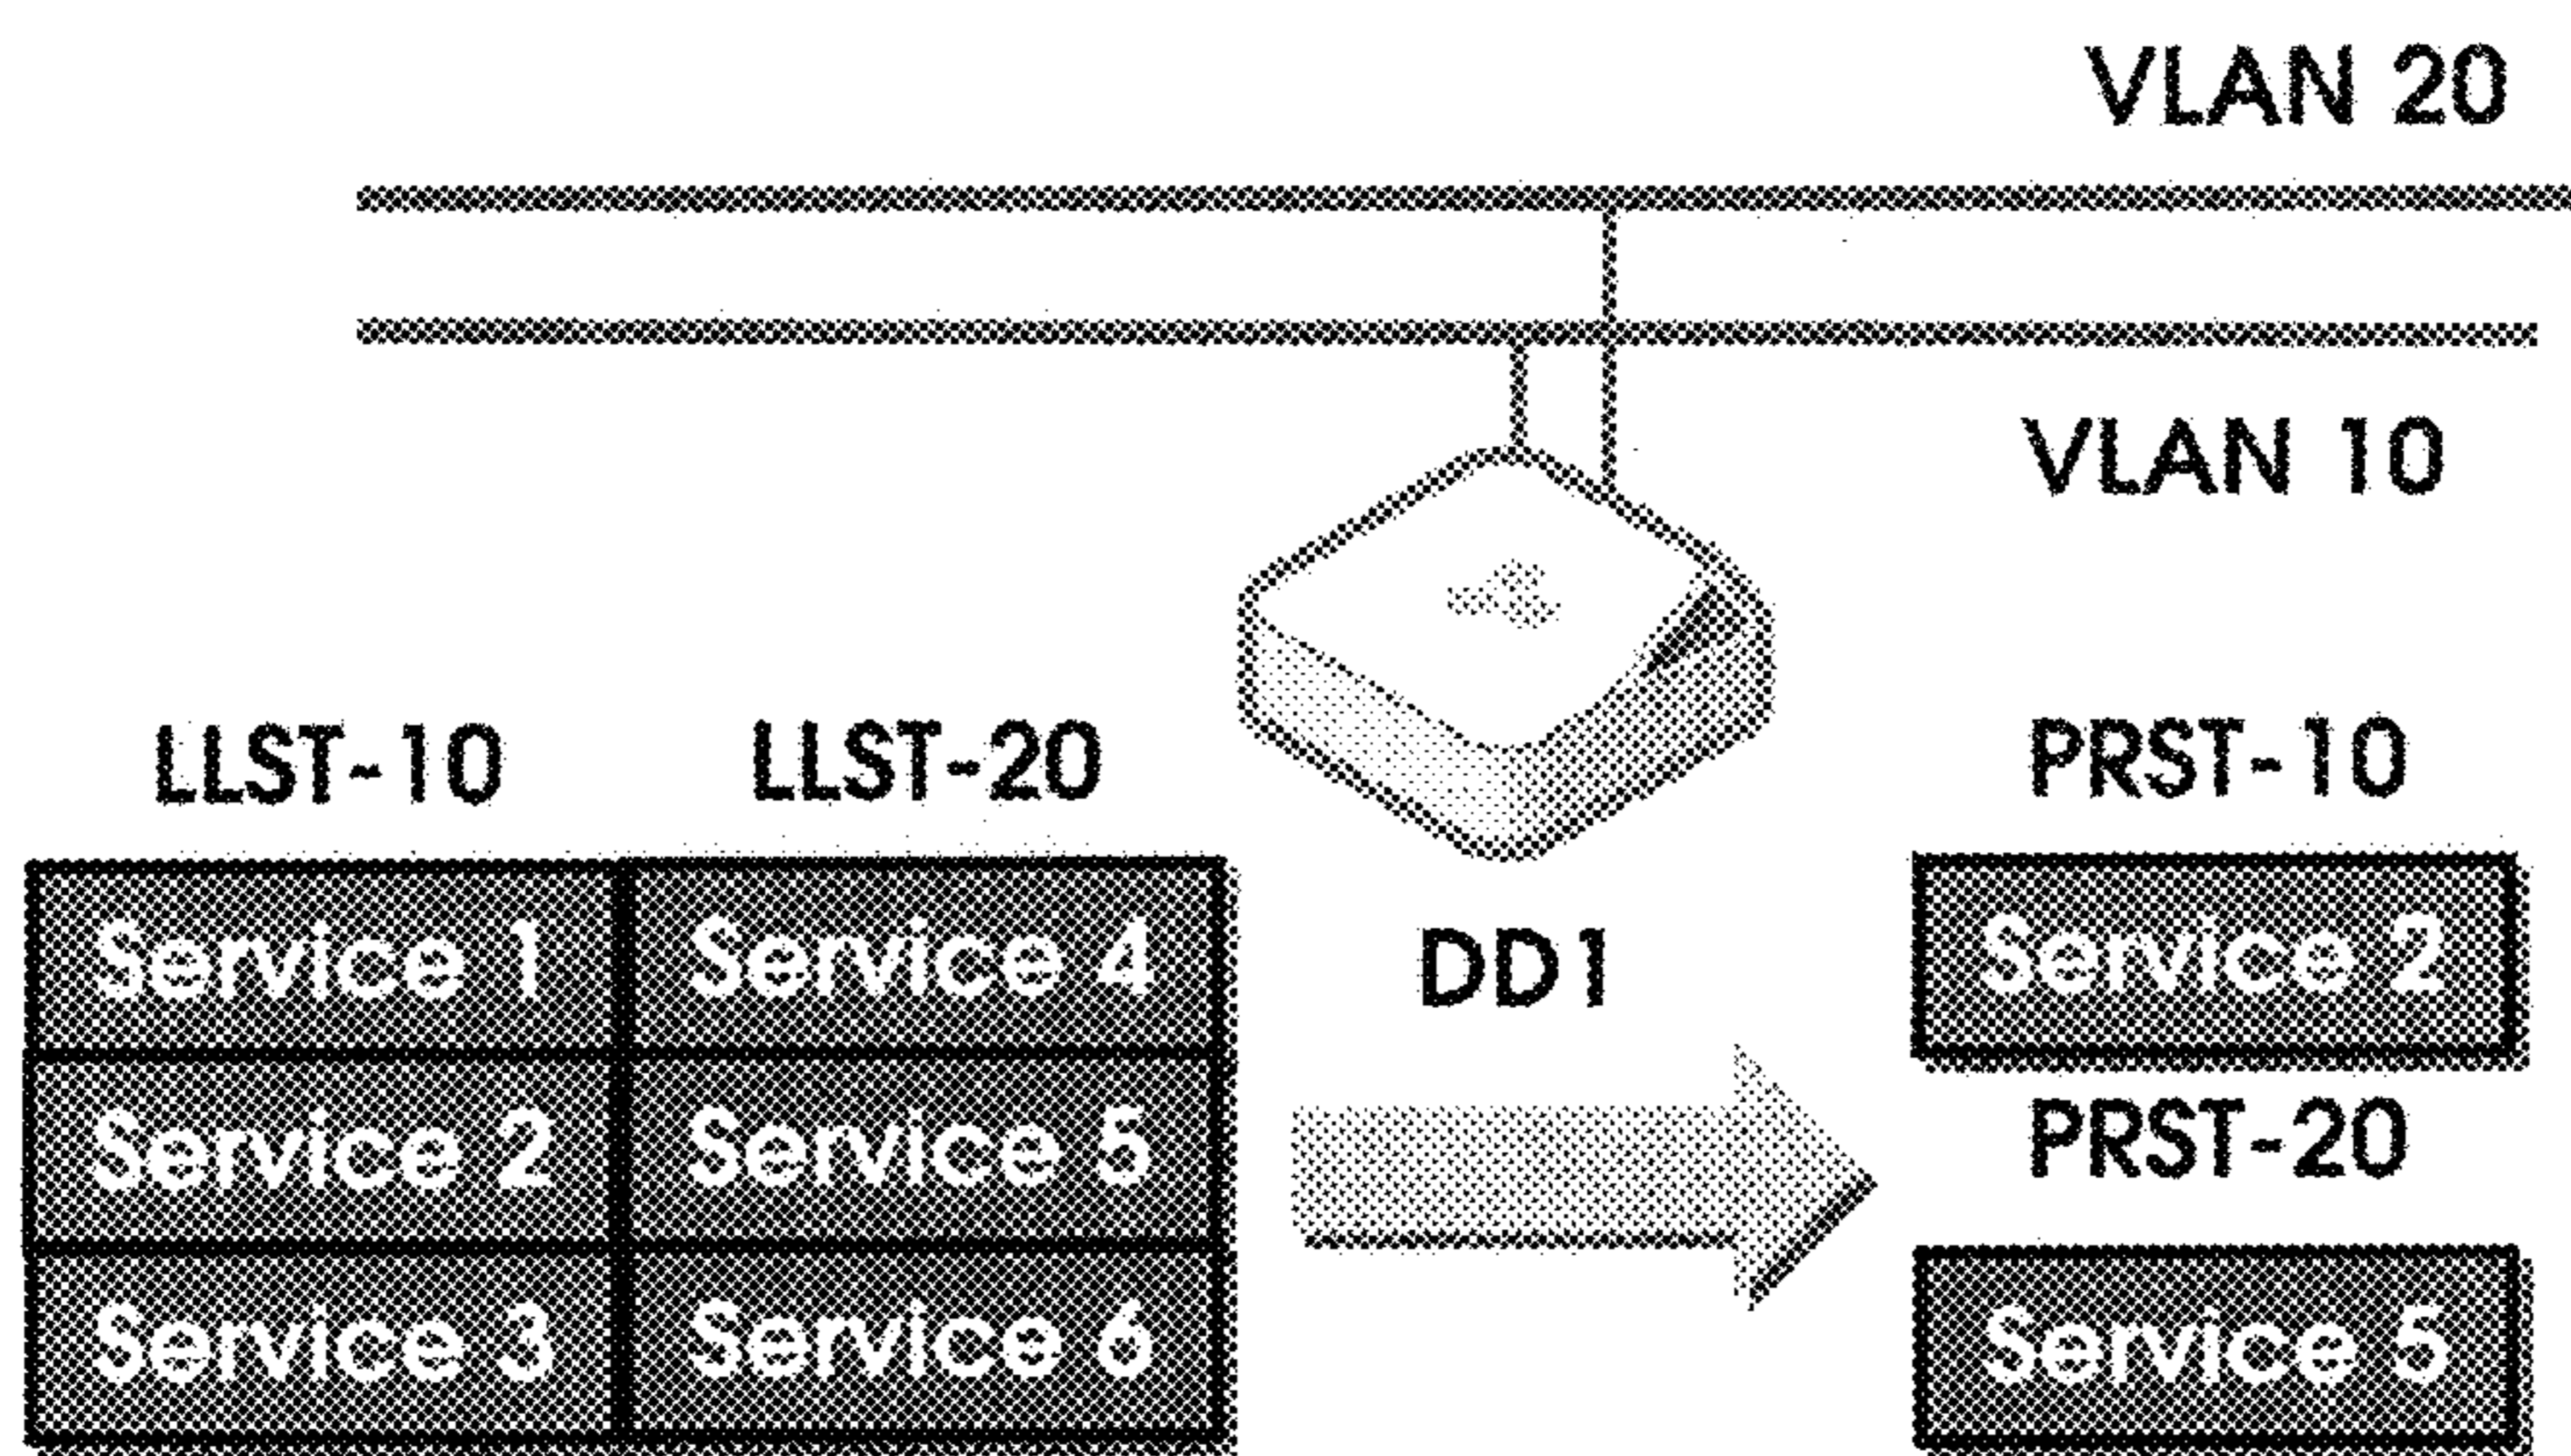 VLAN 20
VLAN 10
LLST-10 LLST-20 PRST-10
Service 1 Service 4 DD1 Service 2
Service 2 Service 5 PRST-20
Service 3 Service 6 Service 5